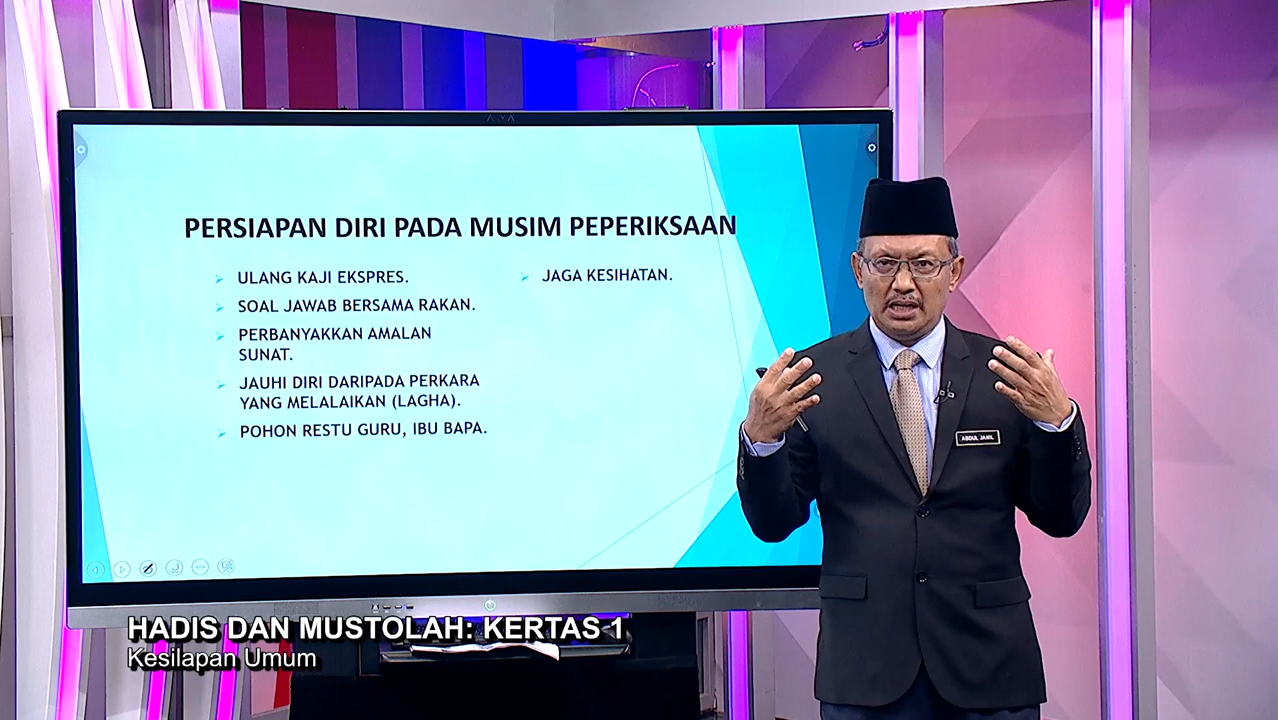 PERSIAPAN DIRI PADA MUSIM PEPERIKSAAN
ULANG KAJI EKSPRES.
SOAL JAWAB BERSAMA RAKAN.
PERBANYAKKAN AMALAN
SUNAT.
JAUHI DIRI DARIPADA PERKARA
YANG MELALAIKAN (LAGHA).
POHON RESTU GURU, IBU BAPA.
JAGA KESIHATAN.
ABDUL JAMIL
HADIS DAN MUSTOLAH: KERTAS 1
Kesilapan Umum